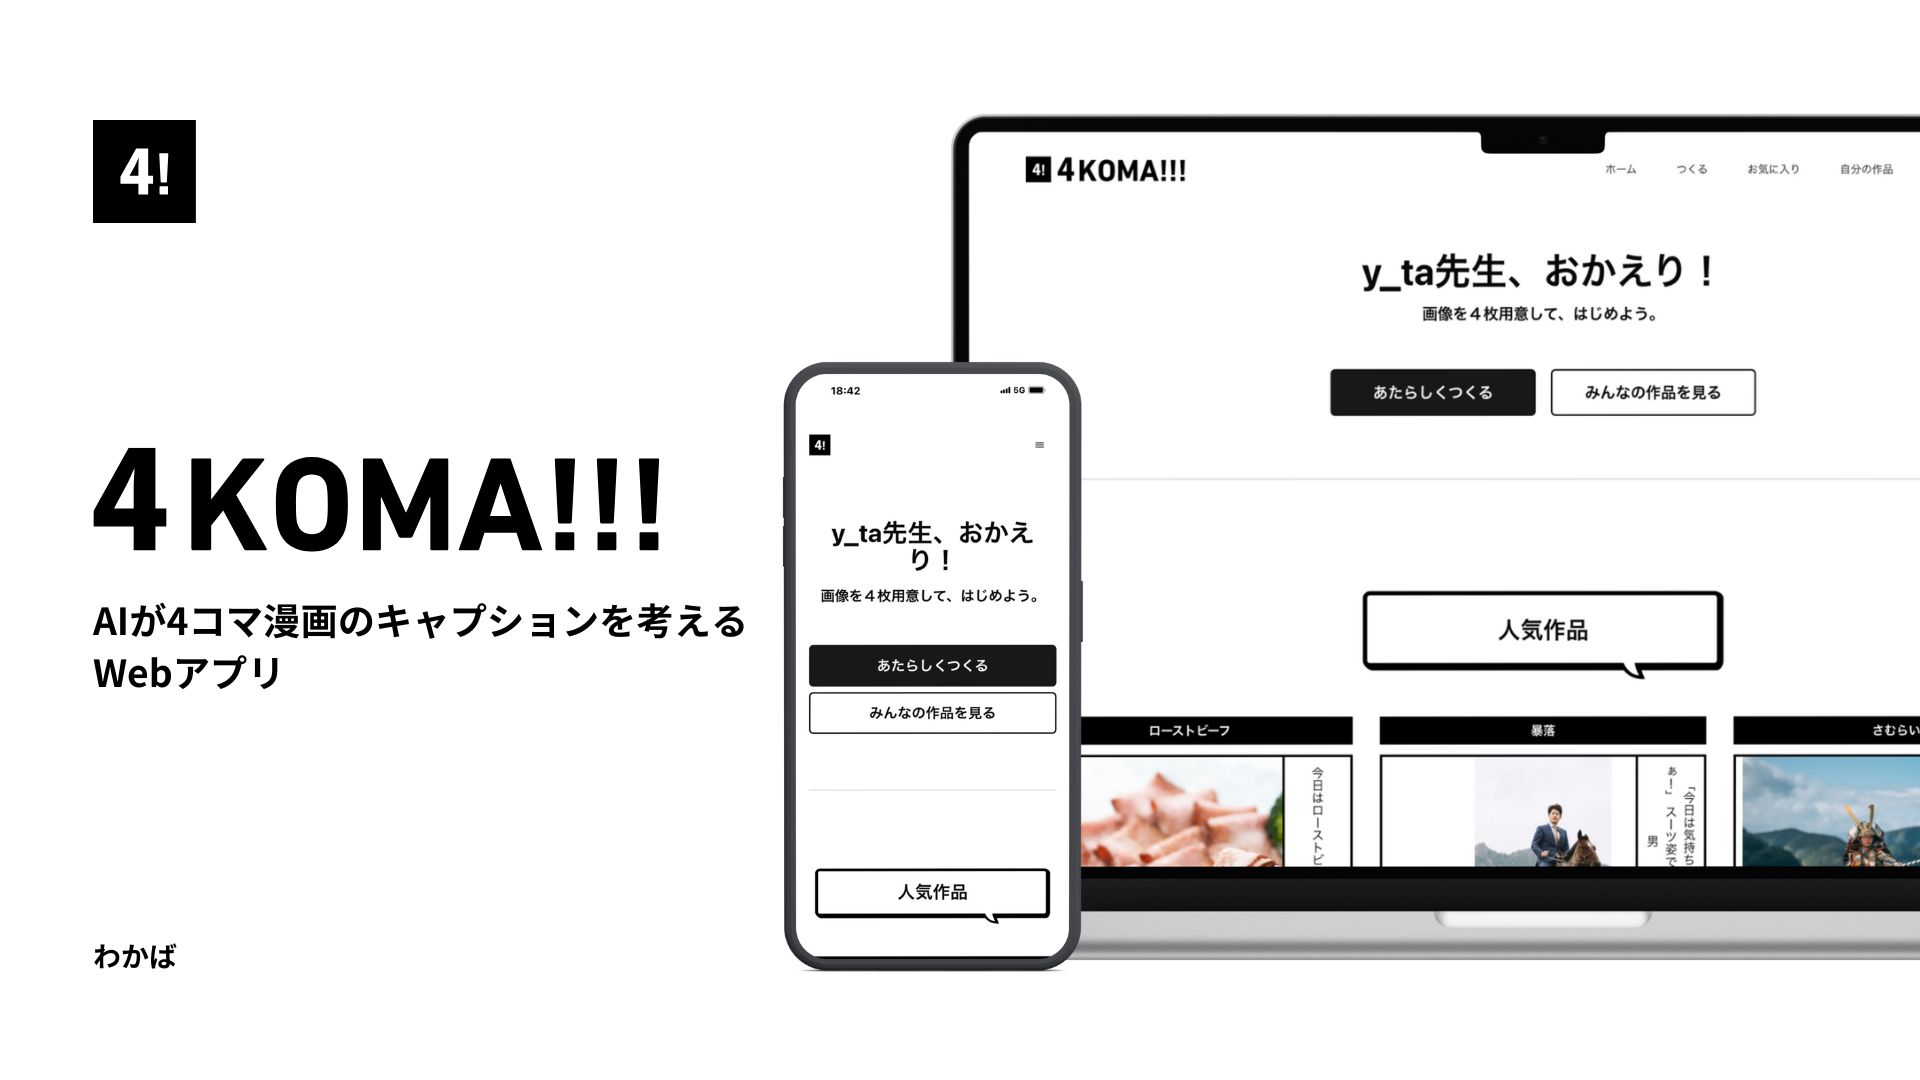 4!
4KOMA!!!
AIが4コマ漫画のキャプションを考える
Webアプリ
わかば
18:42
5G
4!
y_ta先生、おかえ
り！
画像を４枚用意して、はじめよう。
あたらしくつくる
みんなの作品を見る
人気作品
4! 4KOMA!!!
ホーム つくる お気に入り 自分の作品
y_ta先生、おかえり！
画像を４枚用意して、はじめよう。
あたらしくつくる みんなの作品を見る
人気作品
ローストビーフ
今日はローストビ
暴落
「今日は気持ち
あ！」 スーツ姿で
男
さむらい